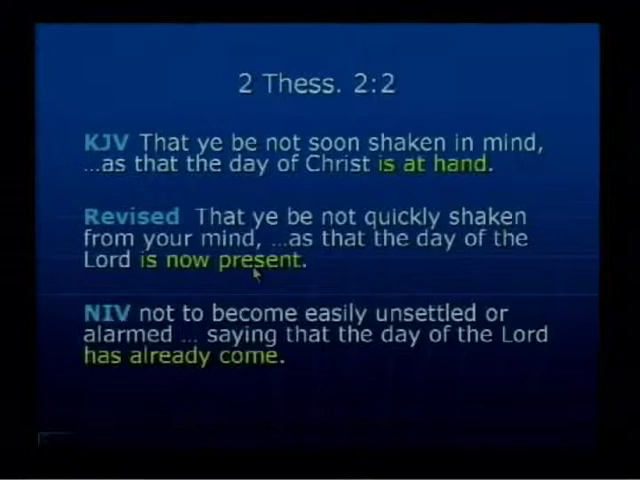 2 Thess. 2:2
KJV That ye be not soon shaken in mind,
...as that the day of Christ is at hand.
Revised That ye be not quickly shaken
from your mind, ...as that the day of the
Lord is now present.
NIV not to become easily unsettled or
alarmed ... saying that the day of the Lord
has already come.